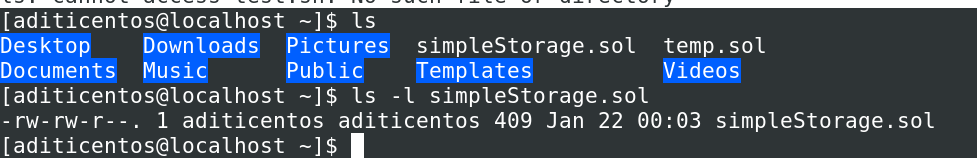 ls: cannot access test.sh: No such file or directory
[aditicentos@localhost ~]$ ls
Desktop Downloads Pictures simpleStorage.sol temp.sol
Documents Music Public Templates Videos
[aditicentos@localhost ~]$ ls -l simpleStorage.sol
-rw-rw-r--. 1 aditicentos aditicentos 409 Jan 22 00:03 simpleStorage.sol
[aditicentos@localhost ~]$